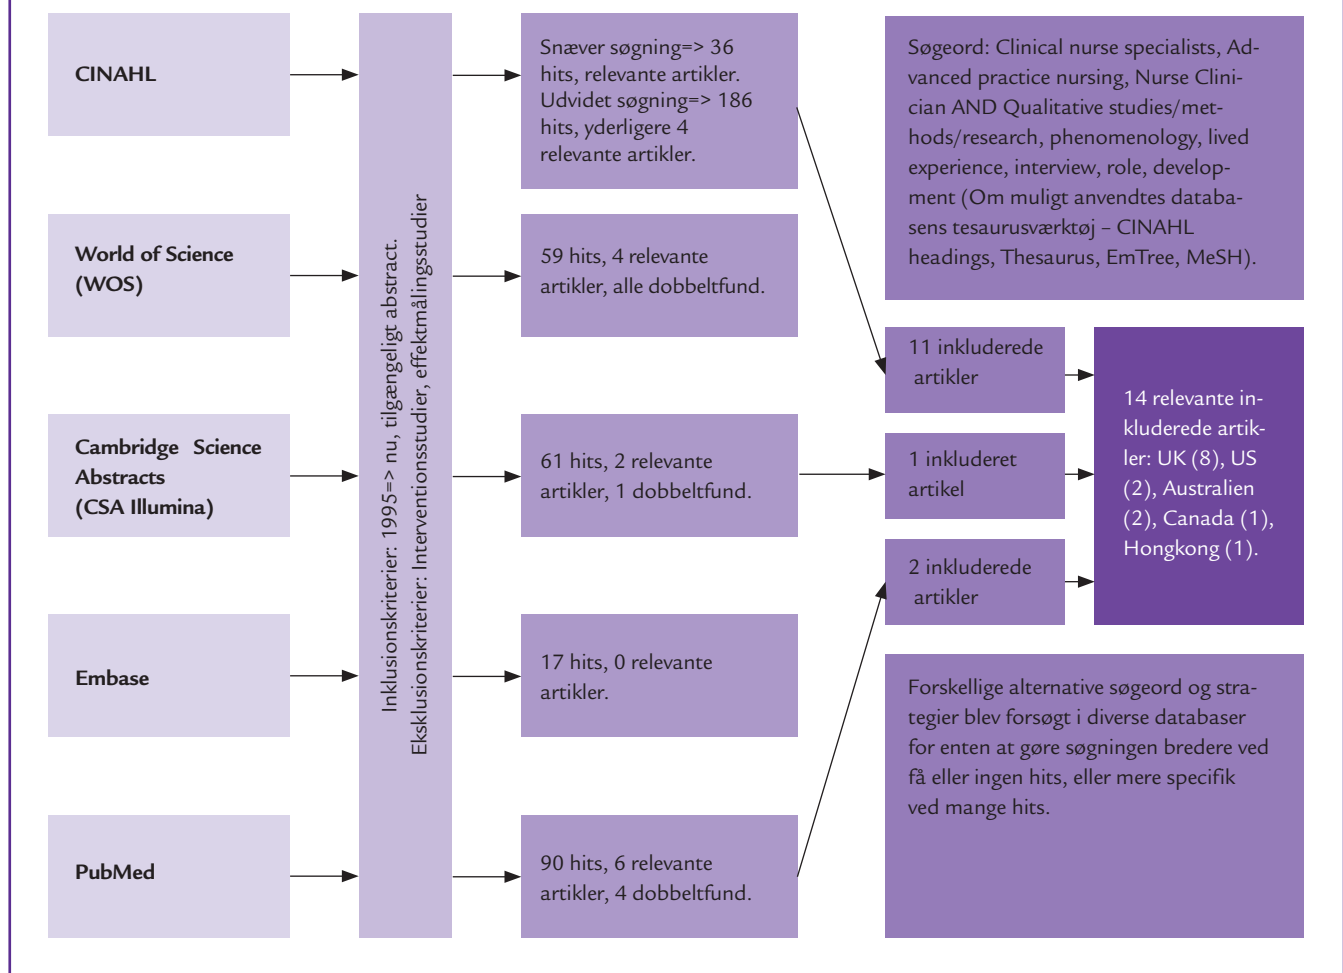 CINAHL
World of Science
(WOS)
Cambridge Science
Abstracts
(CSA Illumina)
Embase
PubMed
Inklusionskriterier: 1995=> nu, tilgængeligt abstract.
Eksklusionskriterier: Interventionsstudier, effektmålingsstudier
Snæver søgning=> 36
hits, relevante artikler.
Udvidet søgning=> 186
hits, yderligere 4
relevante artikler.
59 hits, 4 relevante
artikler, alle dobbeltfund.
61 hits, 2 relevante
artikler, 1 dobbeltfund.
17 hits, 0 relevante
artikler.
90 hits, 6 relevante
artikler, 4 dobbeltfund.
Søgeord: Clinical nurse specialists, Ad-
vanced practice nursing, Nurse Clini-
cian AND Qualitative studies/met-
hods/research, phenomenology, lived
experience, interview, role, develop-
ment (Om muligt anvendtes databa-
sens tesaurusværktøj – CINAHL
headings, Thesaurus, EmTree, MeSH).
11 inkluderede
artikler
1 inkluderet
artikel
2 inkluderede
artikler
14 relevante in-
kluderede artik-
ler: UK (8), US
(2), Australien
(2), Canada (1),
Hongkong (1).
Forskellige alternative søgeord og stra-
tegier blev forsøgt i diverse databaser
for enten at gøre søgningen bredere ved
få eller ingen hits, eller mere specifik
ved mange hits.